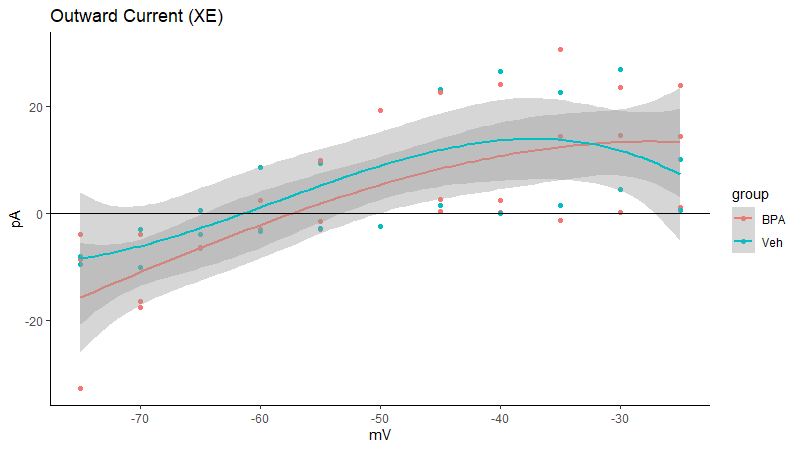 Outward Current (XE)
20
0
-20
pA
-70
-60
-50
-40
-30
mV
group
BPA
Veh